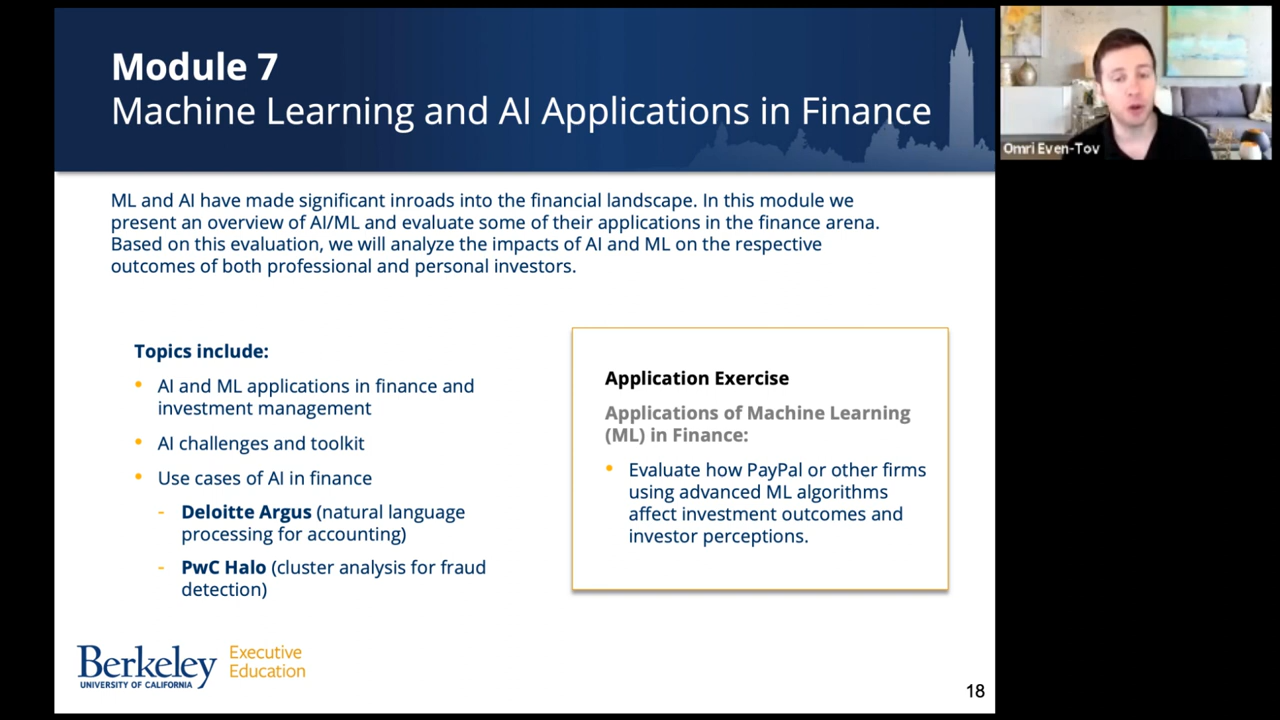 Module 7
Machine Learning and AI Applications in Finance
Omri Even-Tov
ML and AI have made significant inroads into the financial landscape. In this module we
present an overview of AI/ML and evaluate some of their applications in the finance arena.
Based on this evaluation, we will analyze the impacts of AI and ML on the respective
outcomes of both professional and personal investors.
Topics include:
• AI and ML applications in finance and
investment management
• AI challenges and toolkit
• Use cases of AI in finance
- Deloitte Argus (natural language
processing for accounting)
- PwC Halo (cluster analysis for fraud
detection)
Application Exercise
Applications of Machine Learning
(ML) in Finance:
• Evaluate how PayPal or other firms
using advanced ML algorithms
affect investment outcomes and
investor perceptions.
Berkeley
UNIVERSITY OF CALIFORNIA
Executive
Education
18